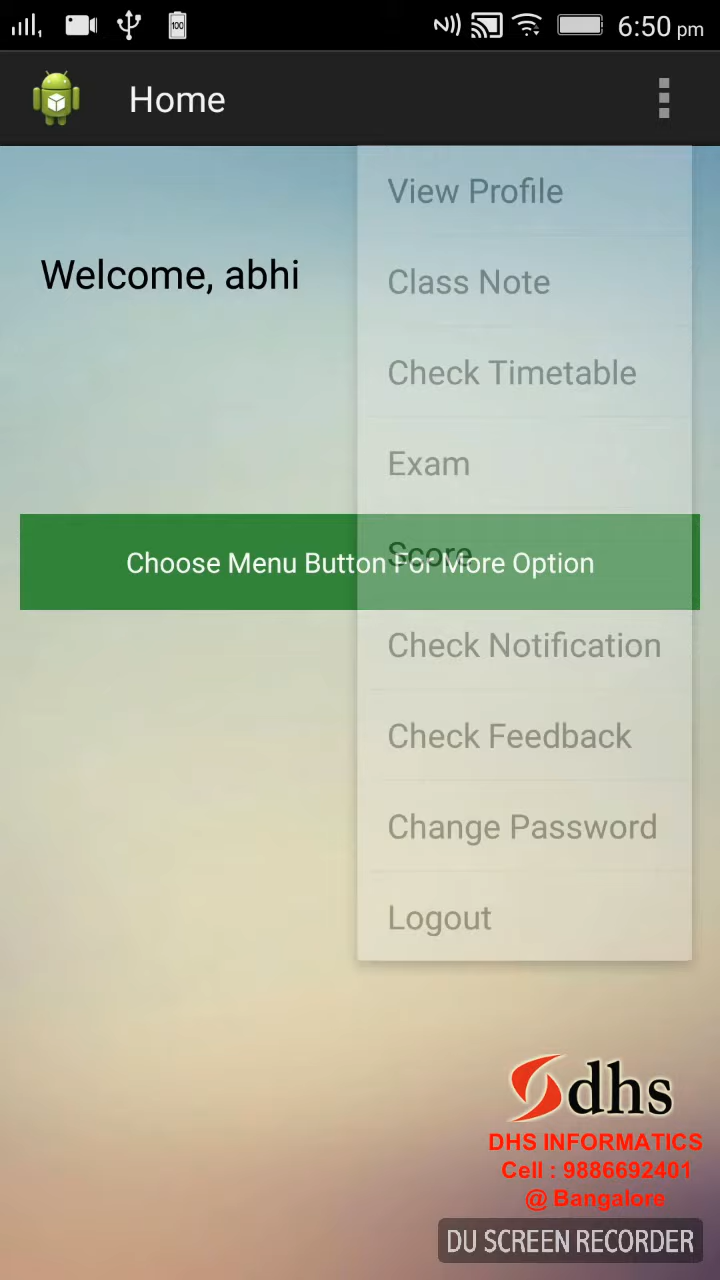 100
6:50 pm
Home
View Profile
Welcome, abhi
Class Note
Check Timetable
Exam
Score
Choose Menu Button For More Option
Check Notification
Check Feedback
Change Password
Logout
dhs
DHS INFORMATICS
Cell : 9886692401
@ Bangalore
DU SCREEN RECORDER